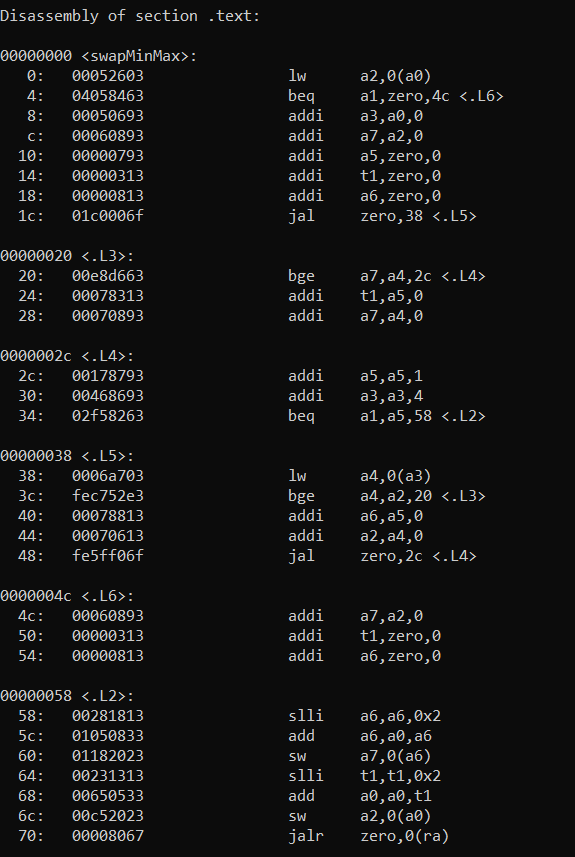 Disassembly of section .text:
00000000 <swapMinMax>:
0: 00052603 lw a2,0(a0)
4: 04058463 beq a1,zero,4c <.L6>
8: 00050693 addi a3,a0,0
c: 00060893 addi a7,a2,0
10: 00000793 addi a5,zero,0
14: 00000313 addi t1,zero,0
18: 00000813 addi a6,zero,0
1c: 01c0006f jal zero,38 <.L5>
00000020 <.L3>:
20: 00e8d663 bge a7,a4,2c <.L4>
24: 00078313 addi t1,a5,0
28: 00070893 addi a7,a4,0
0000002c <.L4>:
2c: 00178793 addi a5,a5,1
30: 00468693 addi a3,a3,4
34: 02f58263 beq a1,a5,58 <.L2>
00000038 <.L5>:
38: 0006a703 lw a4,0(a3)
3c: fec752e3 bge a4,a2,20 <.L3>
40: 00078813 addi a6,a5,0
44: 00070613 addi a2,a4,0
48: fe5ff06f jal zero,2c <.L4>
0000004c <.L6>:
4c: 00060893 addi a7,a2,0
50: 00000313 addi t1,zero,0
54: 00000813 addi a6,zero,0
00000058 <.L2>:
58: 00281813 slli a6,a6,0x2
5c: 01050833 add a6,a0,a6
60: 01182023 sw a7,0(a6)
64: 00231313 slli t1,t1,0x2
68: 00650533 add a0,a0,t1
6c: 00c52023 sw a2,0(a0)
70: 00008067 jalr zero,0(ra)